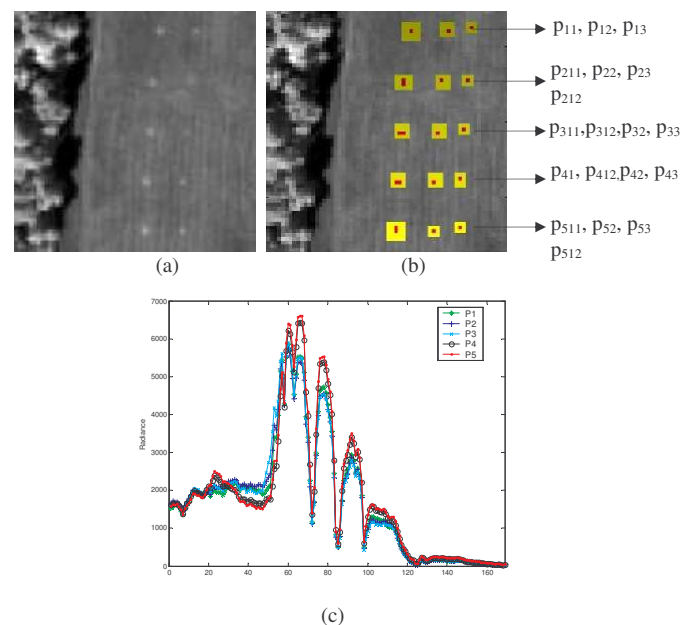 p₁₁, p₁₂, p₁₃
p₂₁₁, p₂₂, p₂₃
p₂₁₂
p₃₁₁,p₃₁₂,p₃₂, p₃₃
p₄₁, p₄₁₂,p₄₂, p₄₃
p₅₁₁, p₅₂, p₅₃
p₅₁₂
(a)
(b)
7000
6000
5000
4000
3000
2000
1000
0
Radiance
P1
P2
P3
P4
P5
0
20
40
60
80
100
120
140
160
(c)